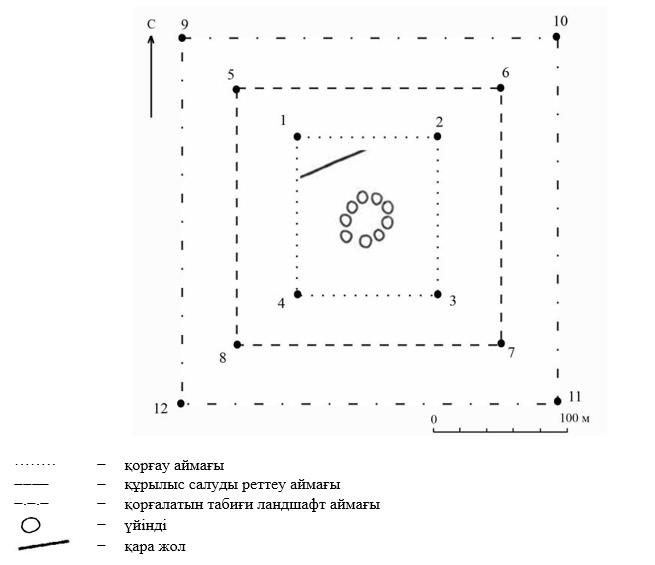 С
9
10
5
6
1
2
4
3
8
7
12
11
0
100 м
– қорғау аймағы
– құрылыс салуды реттеу аймағы
– қорғалатын табиғи ландшафт аймағы
– үйінді
– қара жол